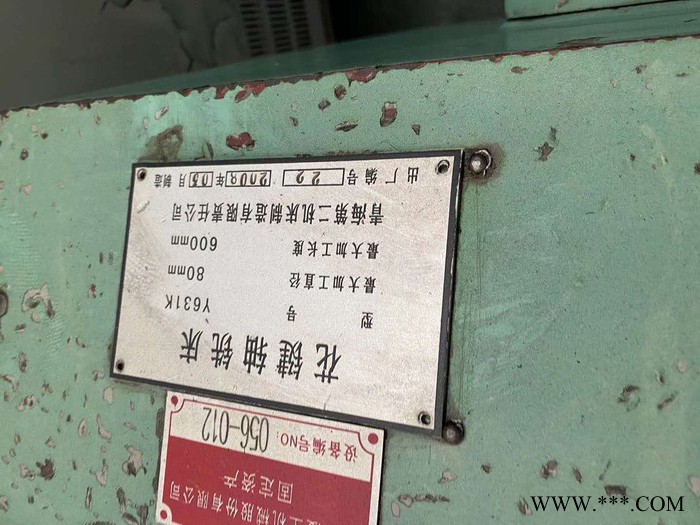 花键轴铣床
型 号 Y631K
最大加工直径 80mm
最大加工长度 600mm
青海第二机床制造有限责任公司
出厂编号 22 2009年05月制造
设备编号NO: 056-012
固定资产
工机械股份有限公司
WWW.***.COM